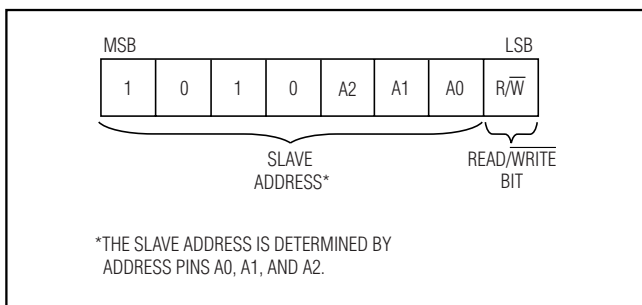 MSB LSB
1 0 1 0 A2 A1 A0 R/W̅
SLAVE READ/W̅R̅I̅T̅E̅
ADDRESS* BIT
*THE SLAVE ADDRESS IS DETERMINED BY
ADDRESS PINS A0, A1, AND A2.